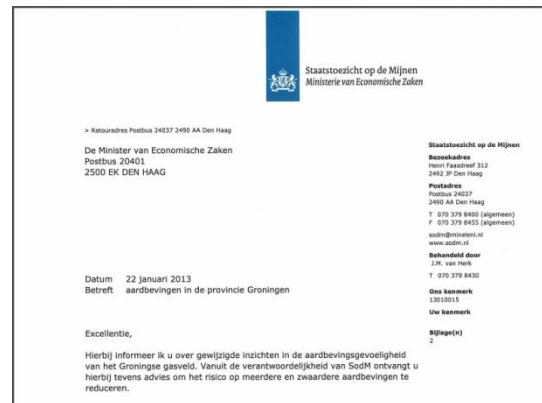 Staatstoezicht op de Mijnen
Ministerie van Economische Zaken
> Retouradres Postbus 24037 2490 AA Den Haag
De Minister van Economische Zaken
Postbus 20401
2500 EK DEN HAAG
Staatstoezicht op de Mijnen
Bezoekadres
Henri Faasdreef 312
2492 JP Den Haag
Postadres
Postbus 24037
2490 AA Den Haag
T 070 379 8400 (algemeen)
F 070 379 8455 (algemeen)
sodm@mineleni.nl
www.sodm.nl
Behandeld door
J.M. van Herk
T 070 379 8430
Ons kenmerk
13010015
Uw kenmerk
Bijlage(n)
2
Datum 22 januari 2013
Betreft aardbevingen in de provincie Groningen
Excellentie,
Hierbij informeer ik u over gewijzigde inzichten in de aardbevingsgevoeligheid
van het Groningse gasveld. Vanuit de verantwoordelijkheid van SodM ontvangt u
hierbij tevens advies om het risico op meerdere en zwaardere aardbevingen te
reduceren.